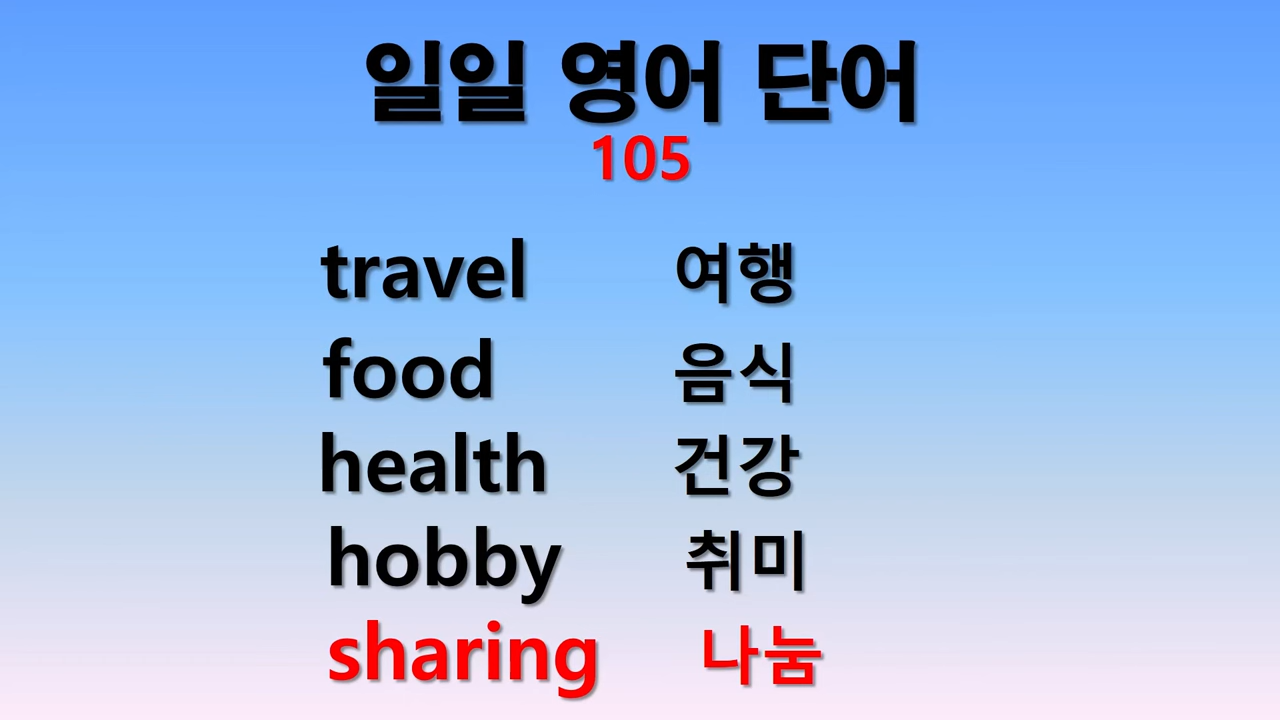 일일 영어 단어
105
travel 여행
food 음식
health 건강
hobby 취미
sharing 나눔